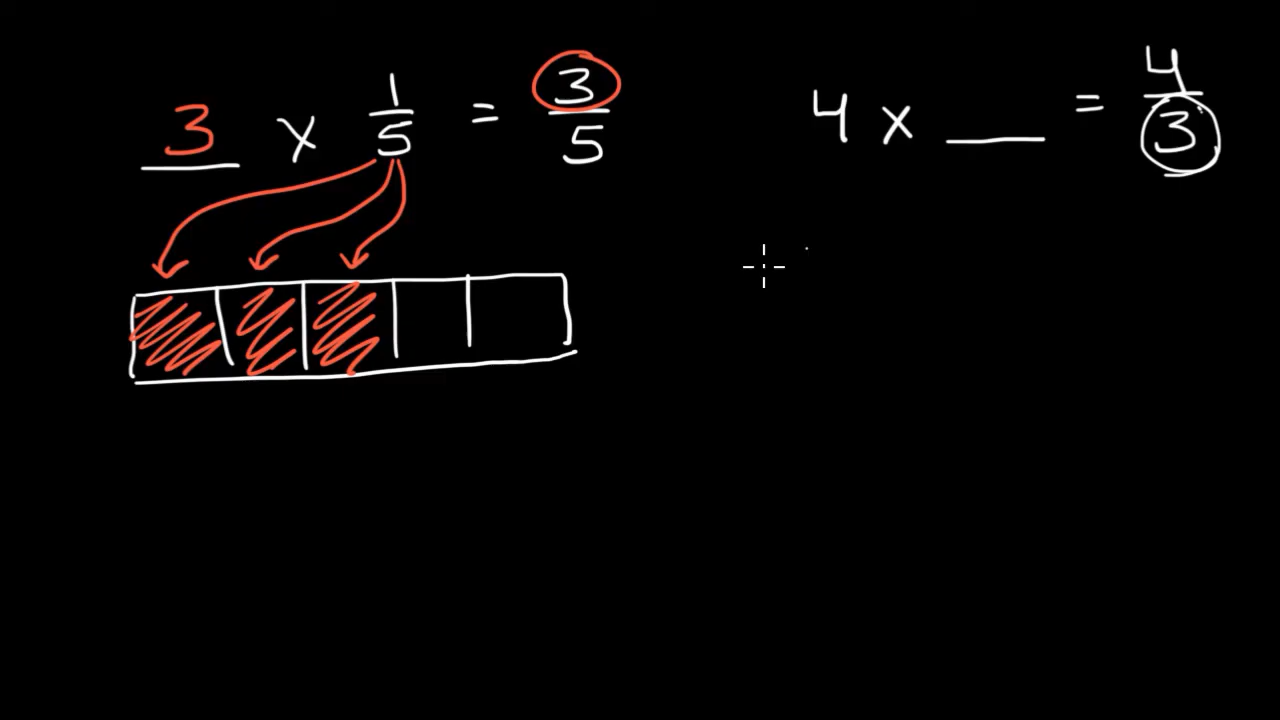 3 x 1/5 = 3/5
4 x ___ = 4/3